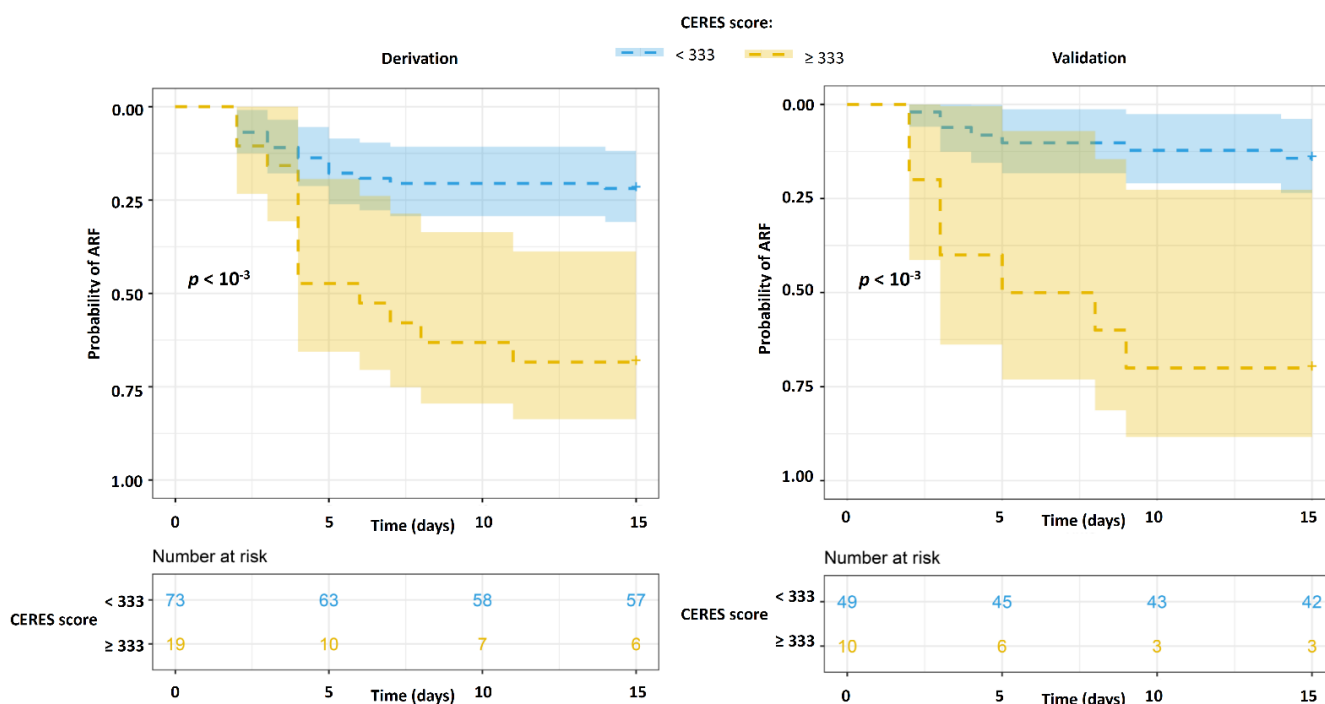 CERES score:
< 333
≥ 333
Derivation
Validation
0.00
0.25
0.50
0.75
1.00
Probability of ARF
p < 10-3
0
5
10
15
Time (days)
0.00
0.25
0.50
0.75
1.00
Probability of ARF
p < 10-3
0
5
10
15
Time (days)
Number at risk
CERES score
< 333
73 63 58 57
≥ 333
19 10 7 6
0
5
10
15
Time (days)
Number at risk
CERES score
< 333
49 45 43 42
≥ 333
10 6 3 3
0
5
10
15
Time (days)